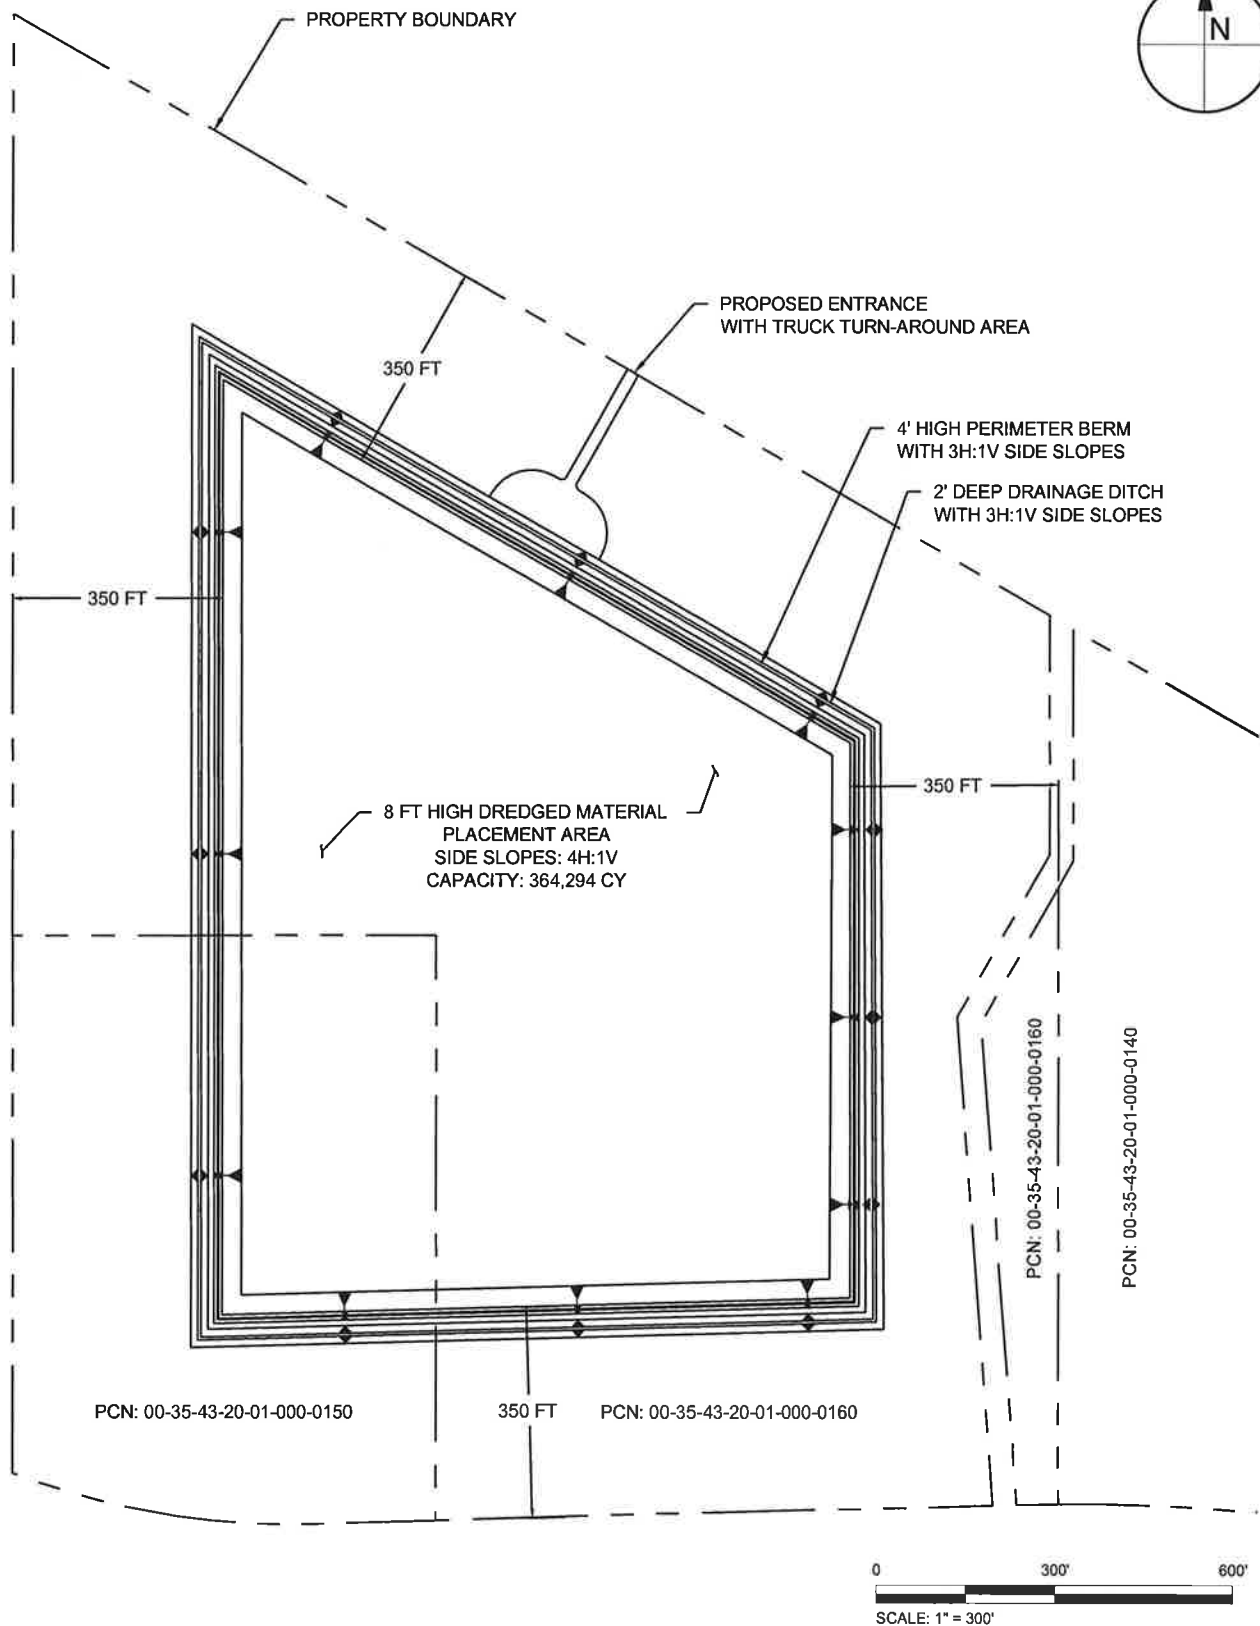 PROPERTY BOUNDARY
N
PROPOSED ENTRANCE
WITH TRUCK TURN-AROUND AREA
350 FT
4' HIGH PERIMETER BERM
WITH 3H:1V SIDE SLOPES
2' DEEP DRAINAGE DITCH
WITH 3H:1V SIDE SLOPES
350 FT
350 FT
8 FT HIGH DREDGED MATERIAL
PLACEMENT AREA
SIDE SLOPES: 4H:1V
CAPACITY: 364,294 CY
PCN: 00-35-43-20-01-000-0160
PCN: 00-35-43-20-01-000-0140
PCN: 00-35-43-20-01-000-0150
350 FT
PCN: 00-35-43-20-01-000-0160
0 300' 600'
SCALE: 1" = 300'